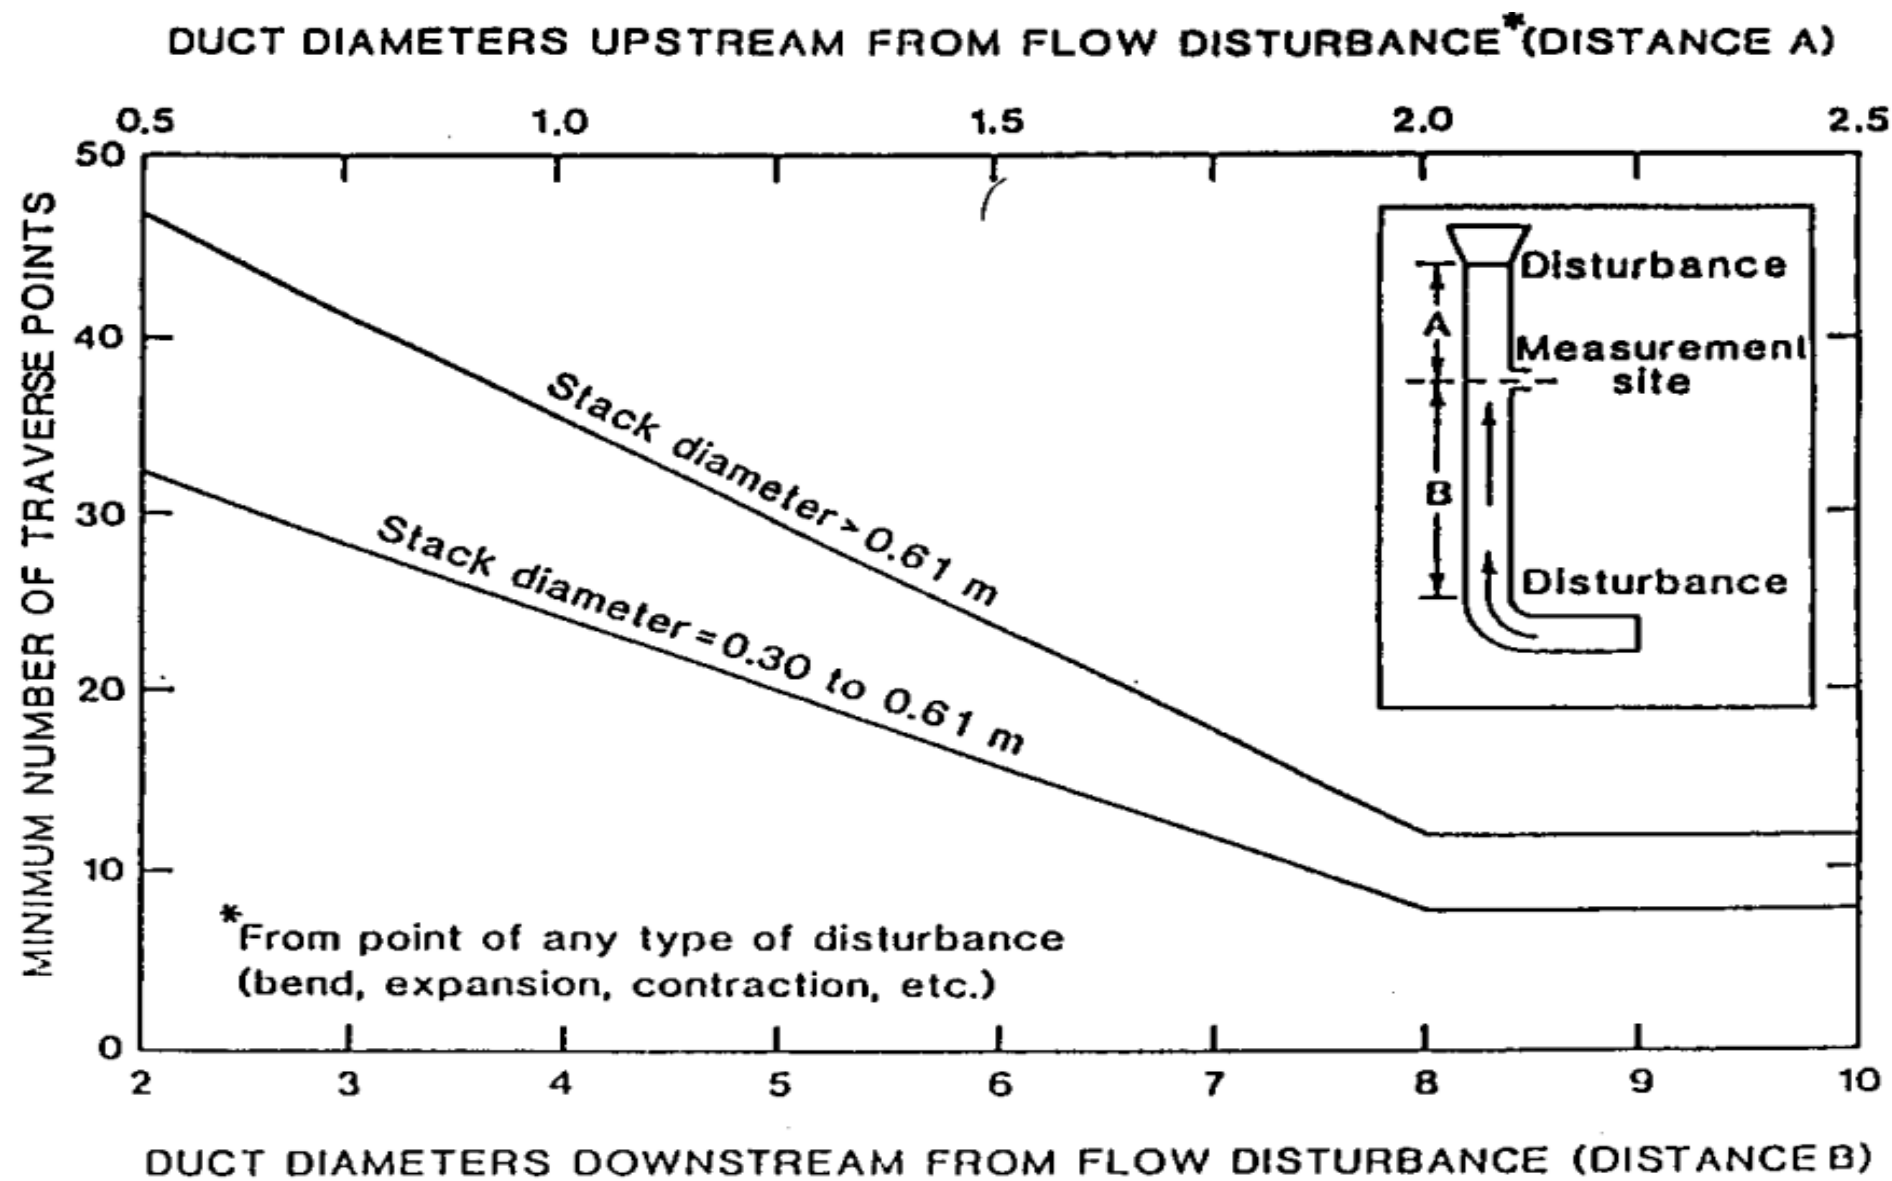 DUCT DIAMETERS UPSTREAM FROM FLOW DISTURBANCE*(DISTANCE A)
0.5 1.0 1.5 2.0 2.5
50
40
30
20
10
0
MINIMUM NUMBER OF TRAVERSE POINTS
Stack diameter > 0.61 m
Stack diameter = 0.30 to 0.61 m
Disturbance
A
Measurement
site
B
Disturbance
*From point of any type of disturbance
(bend, expansion, contraction, etc.)
2 3 4 5 6 7 8 9 10
DUCT DIAMETERS DOWNSTREAM FROM FLOW DISTURBANCE (DISTANCE B)